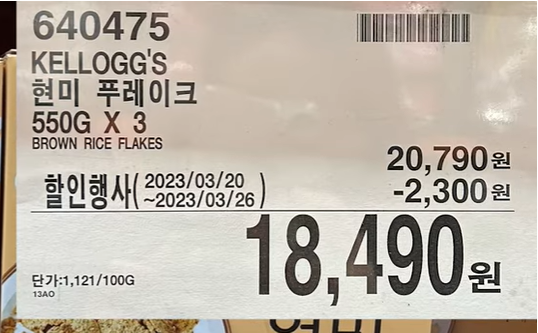 640475
KELLOGG'S
현미 푸레이크
550G X 3
BROWN RICE FLAKES
20,790원
할인행사( 2023/03/20
~2023/03/26 )
-2,300원
18,490원
단가:1,121/100G
13AO
현미